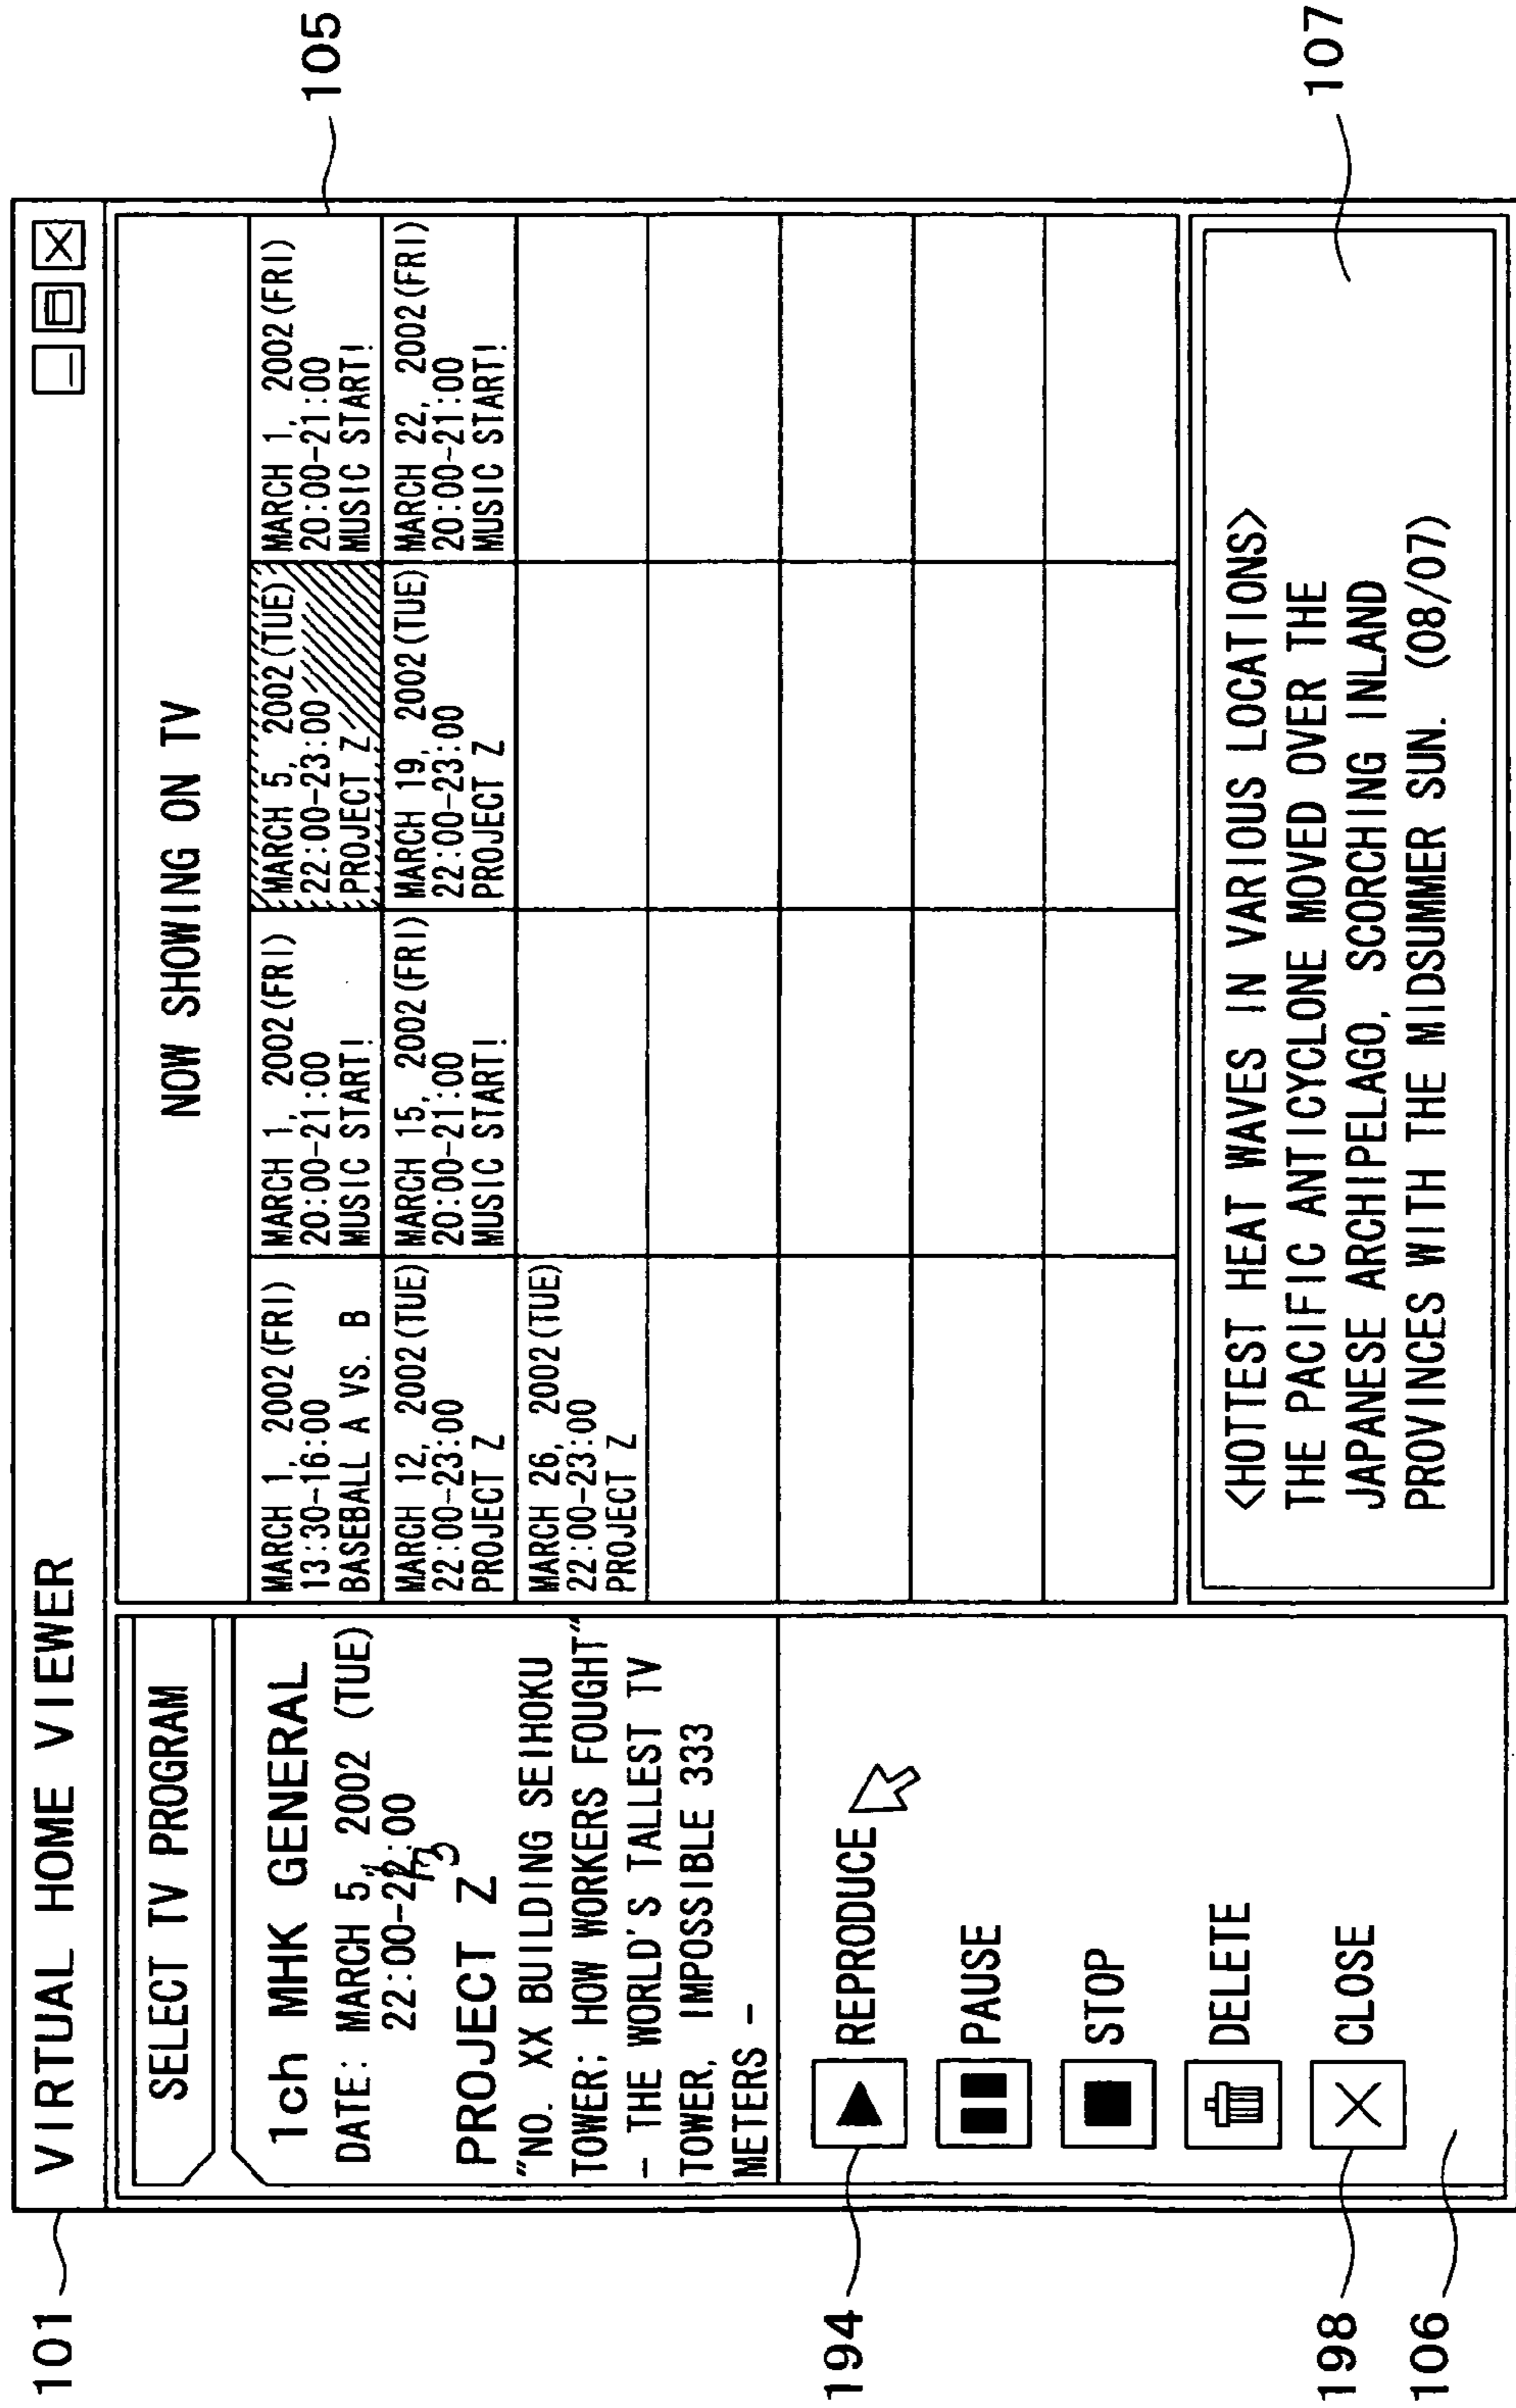 101
VIRTUAL HOME VIEWER
SELECT TV PROGRAM
1ch MHK GENERAL
DATE: MARCH 5, 2002 (TUE)
22:00-22:00
PROJECT Z
"NO. XX BUILDING SEIHOKU
TOWER; HOW WORKERS FOUGHT"
- THE WORLD'S TALLEST TV
TOWER, IMPOSSIBLE 333
METERS -
194
REPRODUCE
PAUSE
STOP
DELETE
198
CLOSE
106
NOW SHOWING ON TV
105
MARCH 1, 2002(FRI)
13:30-16:00
BASEBALL A VS. B
MARCH 1, 2002(FRI)
20:00-21:00
MUSIC START!
MARCH 5, 2002(TUE)
22:00-23:00
PROJECT Z
MARCH 1, 2002(FRI)
20:00-21:00
MUSIC START!
MARCH 12, 2002(TUE)
22:00-23:00
PROJECT Z
MARCH 15, 2002(FRI)
20:00-21:00
MUSIC START!
MARCH 19, 2002(TUE)
22:00-23:00
PROJECT Z
MARCH 22, 2002(FRI)
20:00-21:00
MUSIC START!
MARCH 26, 2002(TUE)
22:00-23:00
PROJECT Z
107
<HOTTEST HEAT WAVES IN VARIOUS LOCATIONS>
THE PACIFIC ANTICYCLONE MOVED OVER THE
JAPANESE ARCHIPELAGO, SCORCHING INLAND
PROVINCES WITH THE MIDSUMMER SUN. (08/07)